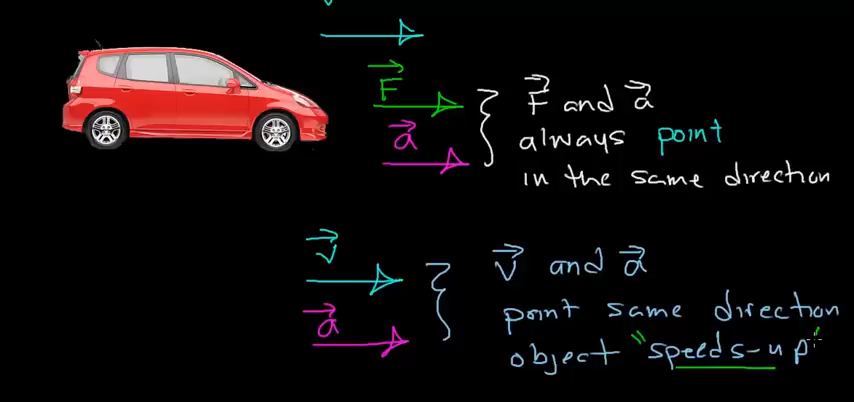 F
F and a
a
always point
in the same direction
v
v and a
point same direction
a
object "speeds-up"